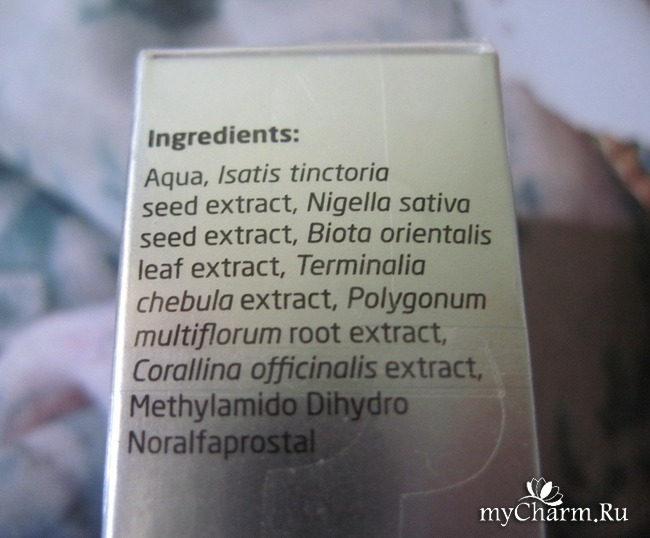 Ingredients:
Aqua, Isatis tinctoria
seed extract, Nigella sativa
seed extract, Biota orientalis
leaf extract, Terminalia
chebula extract, Polygonum
multiflorum root extract,
Corallina officinalis extract,
Methylamido Dihydro
Noralfaprostal
myCharm.Ru